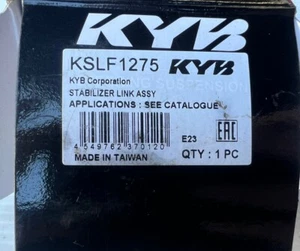 KYB
KSLF1275 KYB
KYB Corporation
STABILIZER LINK ASSY
APPLICATIONS : SEE CATALOGUE
E23 EAC
4 549762 370120
MADE IN TAIWAN QTY : 1 PC